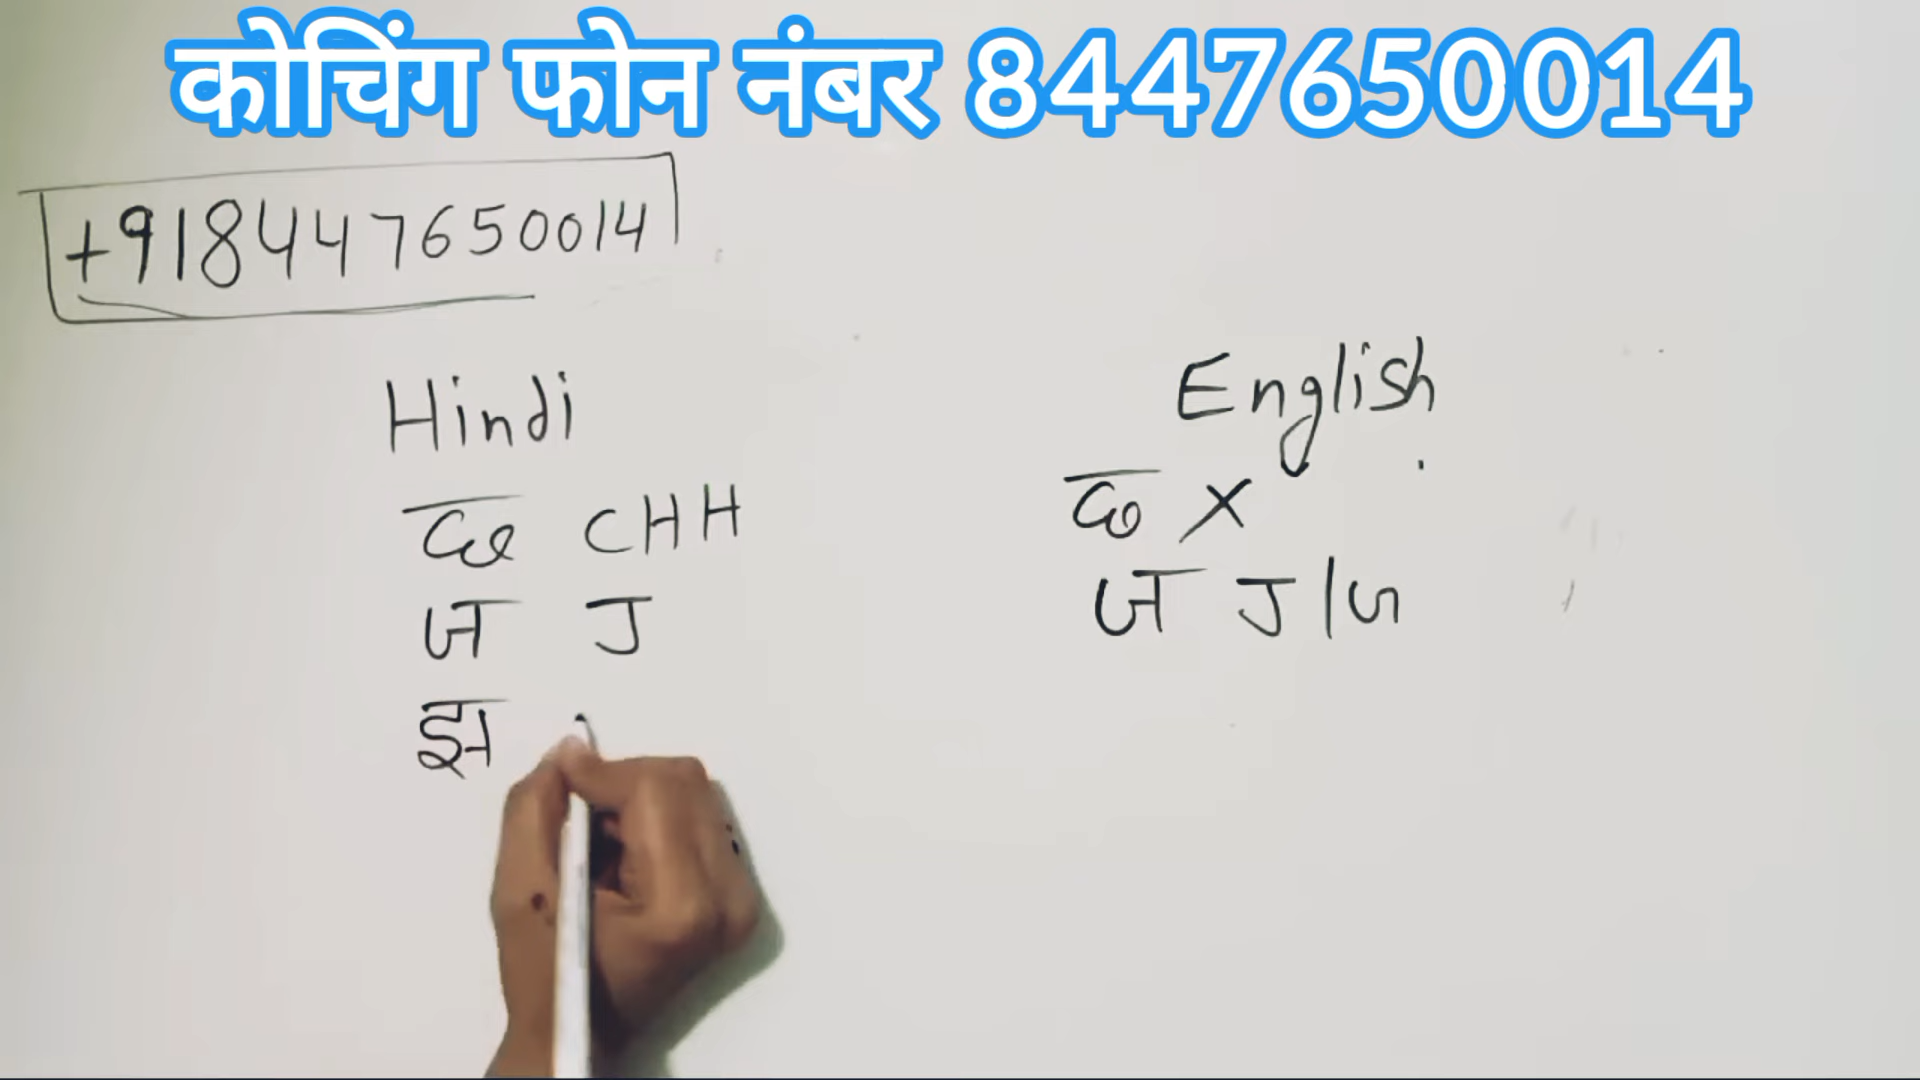 कोचिंग फोन नंबर 8447650014
+918447650014
Hindi English
छ CHH छ X
ज J ज J/G
झ